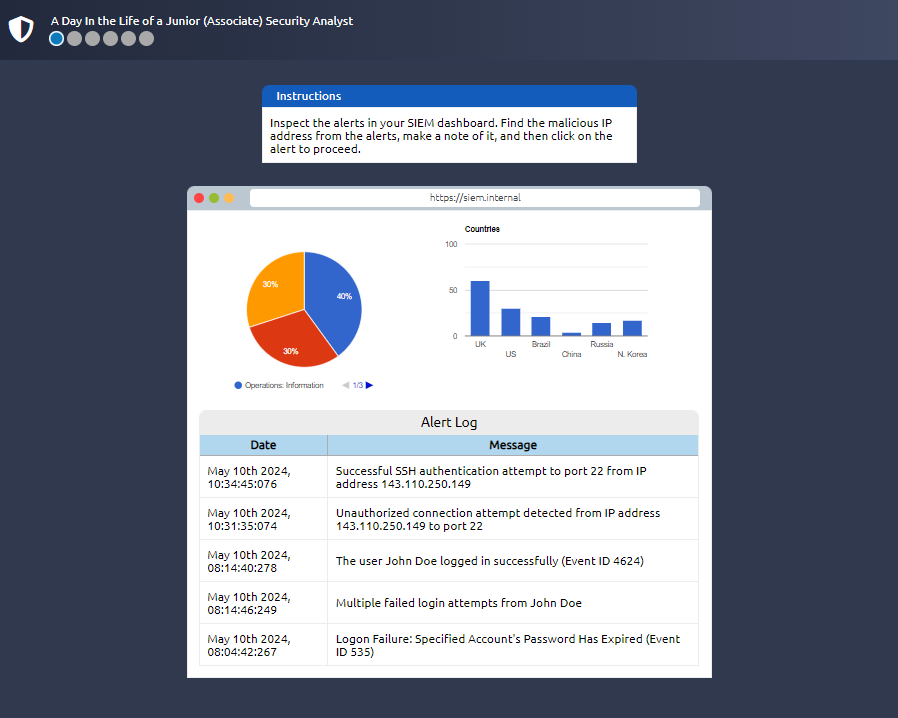 A Day In the Life of a Junior (Associate) Security Analyst
Instructions
Inspect the alerts in your SIEM dashboard. Find the malicious IP
address from the alerts, make a note of it, and then click on the
alert to proceed.
https://siem.internal
Countries
100
50
0
UK
US
Brazil
China
Russia
N. Korea
30%
40%
30%
Operations: Information
1/3
Alert Log
Date Message
May 10th 2024,
10:34:45:076
Successful SSH authentication attempt to port 22 from IP
address 143.110.250.149
May 10th 2024,
10:31:35:074
Unauthorized connection attempt detected from IP address
143.110.250.149 to port 22
May 10th 2024,
08:14:40:278
The user John Doe logged in successfully (Event ID 4624)
May 10th 2024,
08:14:46:249
Multiple failed login attempts from John Doe
May 10th 2024,
08:04:42:267
Logon Failure: Specified Account's Password Has Expired (Event
ID 535)